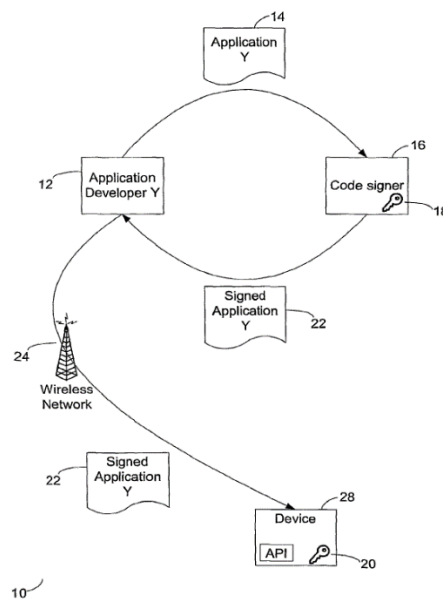 14
Application
Y
16
12
Application
Developer Y
Code signer
18
Signed
Application
Y
22
24
Wireless
Network
Signed
Application
Y
22
28
Device
API
20
10